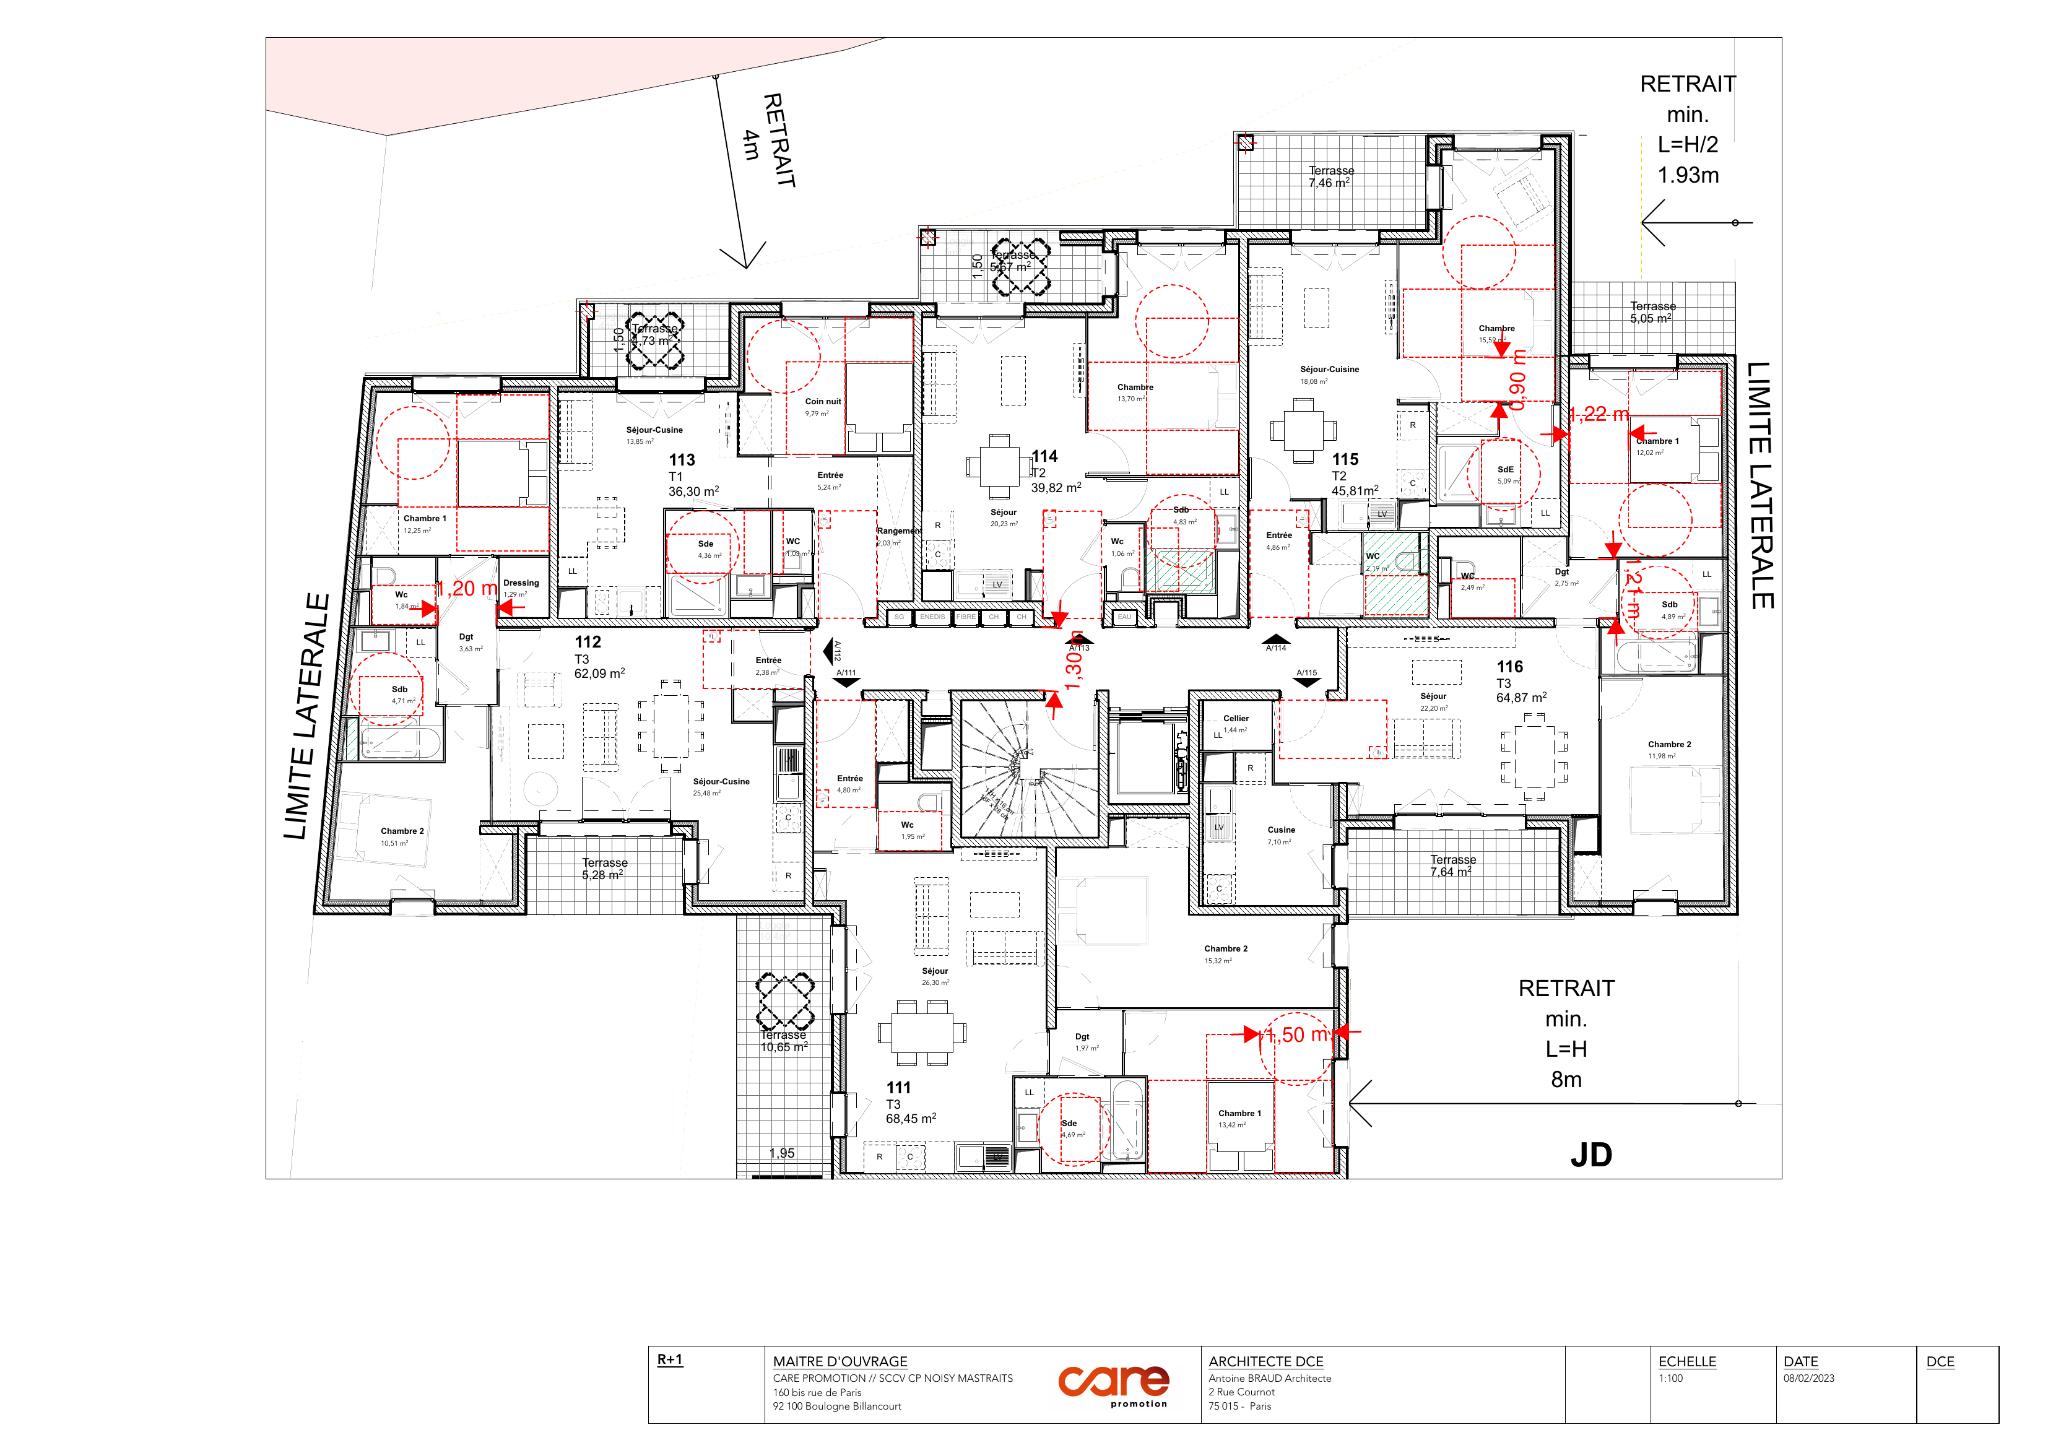 RETRAIT
4m
RETRAIT
min.
L=H/2
1.93m
Terrasse
7,46 m²
Terrasse
5,67 m²
1,50
Terrasse
,73 m²
1,50
Terrasse
5,05 m²
LIMITE LATERALE
LIMITE LATERALE
Chambre
15,52 m²
0,90 m
1,22 m
Chambre 1
12,02 m²
Coin nuit
9,79 m²
Séjour-Cusine
13,85 m²
113
T1
36,30 m²
Entrée
5,24 m²
Rangement
2,03 m²
Sde
4,36 m²
WC
1,03 m²
LL
Chambre
13,70 m²
114
T2
39,82 m²
Séjour
20,23 m²
R
C
LV
Sdb
4,83 m²
LL
Wc
1,06 m²
Séjour-Cuisine
18,08 m²
115
T2
45,81m²
R
C
LV
SdE
5,09 m²
LL
Entrée
4,86 m²
WC
2,19 m²
WC
2,49 m²
Dgt
2,75 m²
1,21 m
Sdb
4,89 m²
LL
Chambre 1
12,25 m²
Wc
1,84 m²
1,20 m
Dressing
1,29 m²
Dgt
3,63 m²
LL
Sdb
4,71 m²
112
T3
62,09 m²
Entrée
2,38 m²
SG
ENEDIS
FIBRE
CH
CH
EAU
A/112
A/111
A/113
1,30 m
A/114
A/115
116
T3
64,87 m²
Séjour
22,20 m²
Cellier
1,44 m²
LL
R
LV
C
Cusine
7,10 m²
Chambre 2
11,98 m²
Terrasse
7,64 m²
Séjour-Cusine
25,48 m²
C
R
Entrée
4,80 m²
Wc
1,95 m²
Chambre 2
10,51 m²
Terrasse
5,28 m²
Chambre 2
15,32 m²
Séjour
26,30 m²
Terrasse
10,65 m²
1,95
Dgt
1,97 m²
1,50 m
111
T3
68,45 m²
LL
Sde
4,69 m²
Chambre 1
13,42 m²
R
C
LV
RETRAIT
min.
L=H
8m
JD
R+1
MAITRE D'OUVRAGE
CARE PROMOTION // SCCV CP NOISY MASTRAITS
160 bis rue de Paris
92 100 Boulogne Billancourt
care
promotion
ARCHITECTE DCE
Antoine BRAUD Architecte
2 Rue Cournot
75 015 - Paris
ECHELLE
1:100
DATE
08/02/2023
DCE